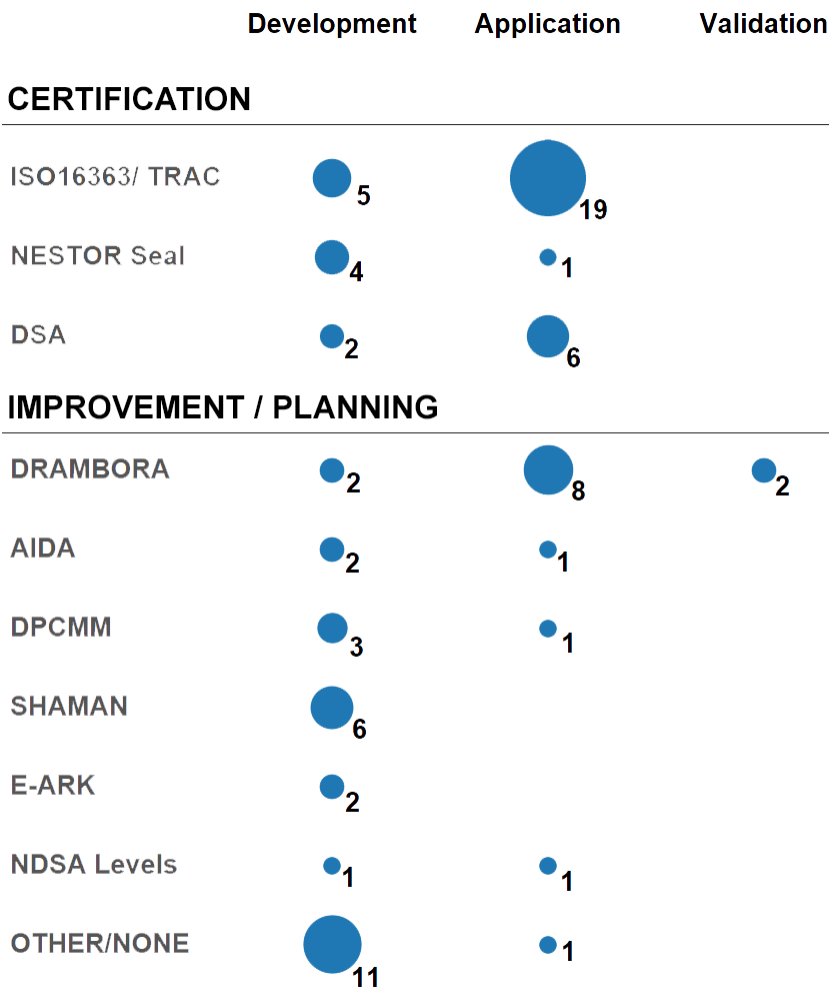 Development Application Validation
CERTIFICATION
ISO16363/ TRAC 5 19
NESTOR Seal 4 1
DSA 2 6
IMPROVEMENT / PLANNING
DRAMBORA 2 8 2
AIDA 2 1
DPCMM 3 1
SHAMAN 6
E-ARK 2
NDSA Levels 1 1
OTHER/NONE 11 1